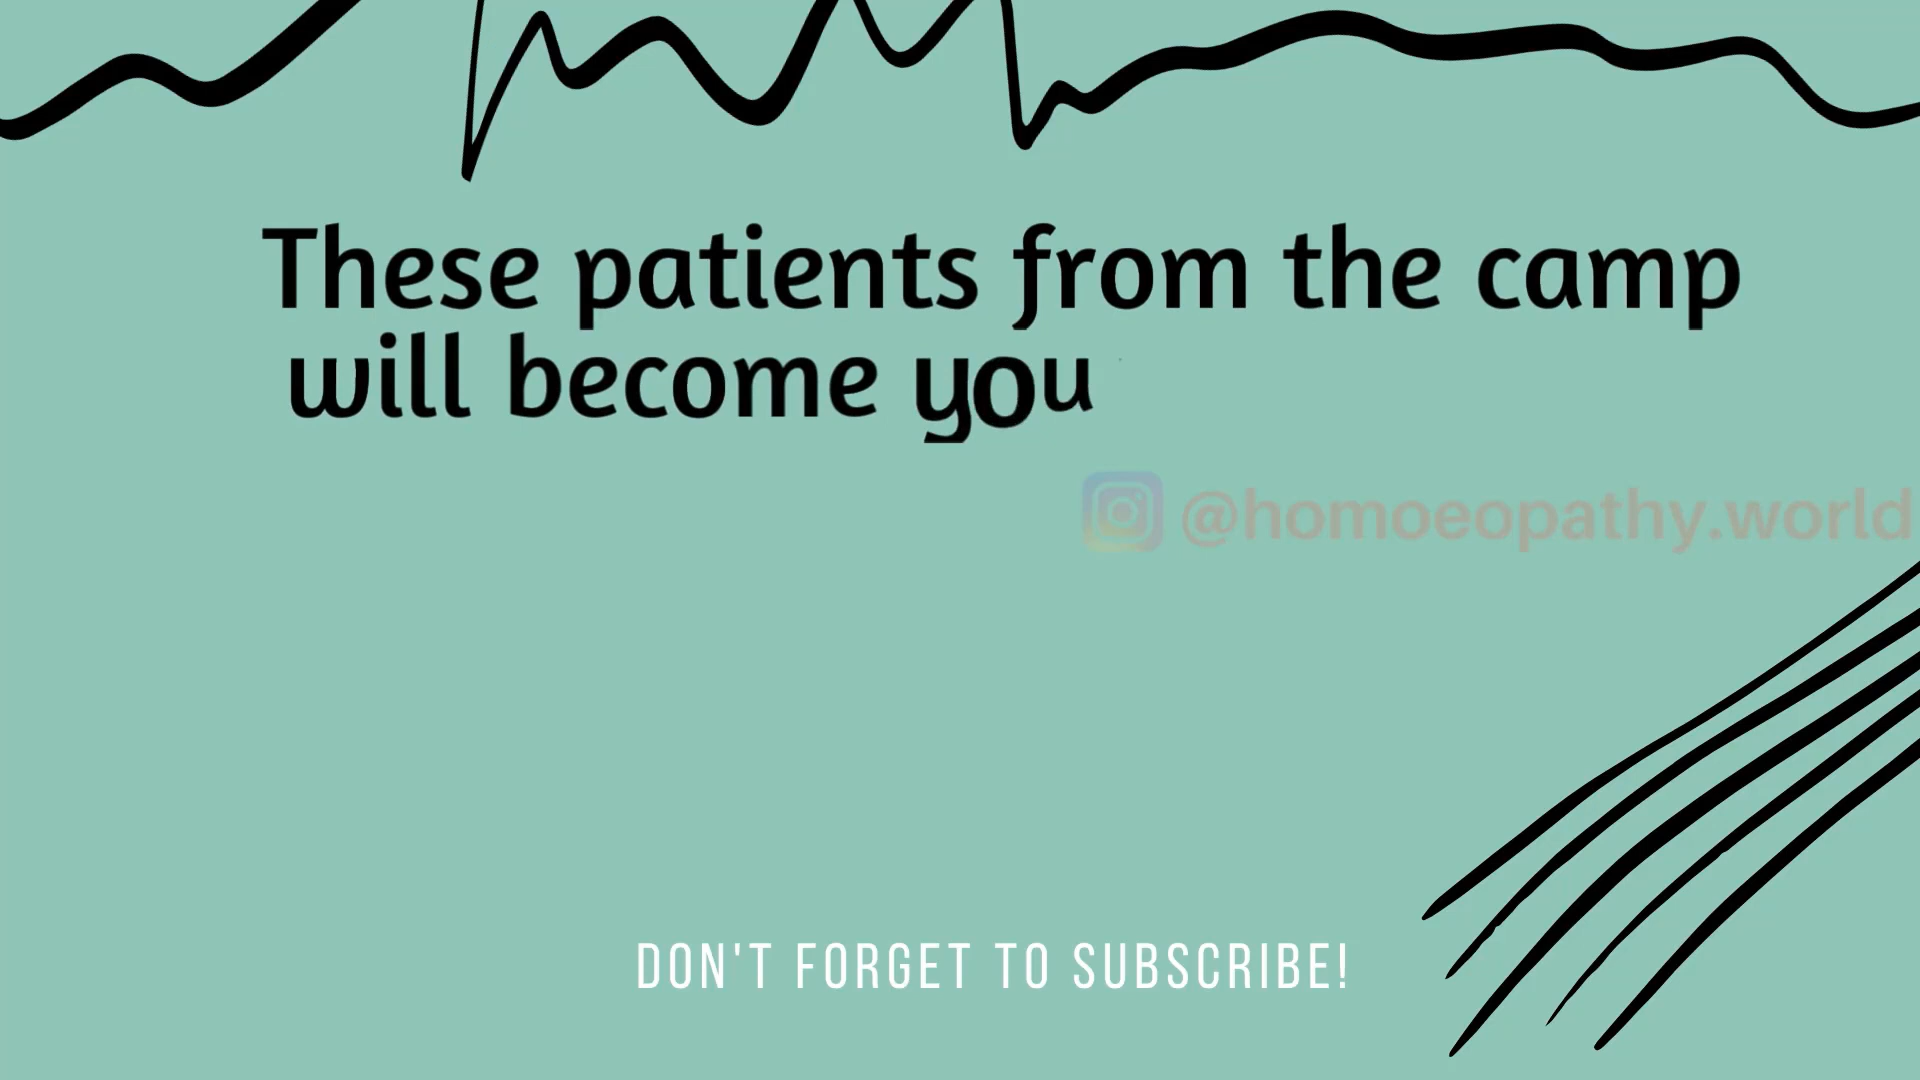 These patients from the camp
will become you
@homoeopathy.world
DON'T FORGET TO SUBSCRIBE!